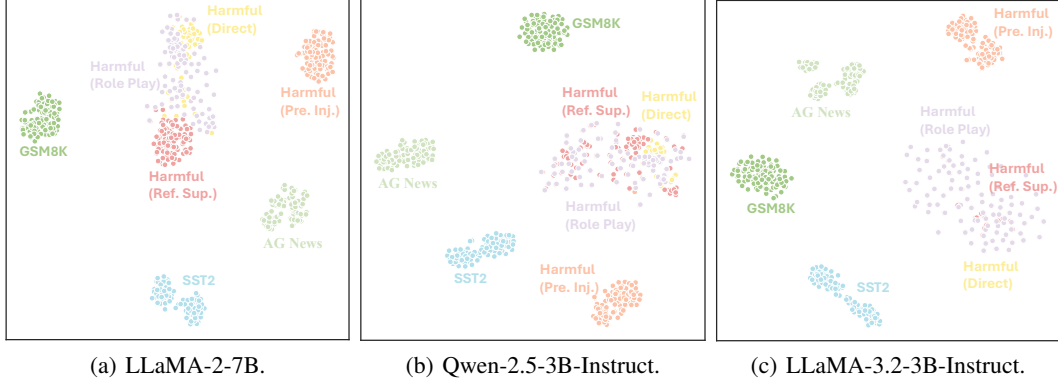 Harmful
(Direct)
Harmful
(Role Play)
Harmful
(Pre. Inj.)
GSM8K
Harmful
(Ref. Sup.)
AG News
SST2
(a) LLaMA-2-7B.
GSM8K
Harmful
(Ref. Sup.)
Harmful
(Direct)
AG News
Harmful
(Role Play)
SST2
Harmful
(Pre. Inj.)
(b) Qwen-2.5-3B-Instruct.
Harmful
(Pre. Inj.)
AG News
Harmful
(Role Play)
Harmful
(Ref. Sup.)
GSM8K
Harmful
(Direct)
SST2
(c) LLaMA-3.2-3B-Instruct.